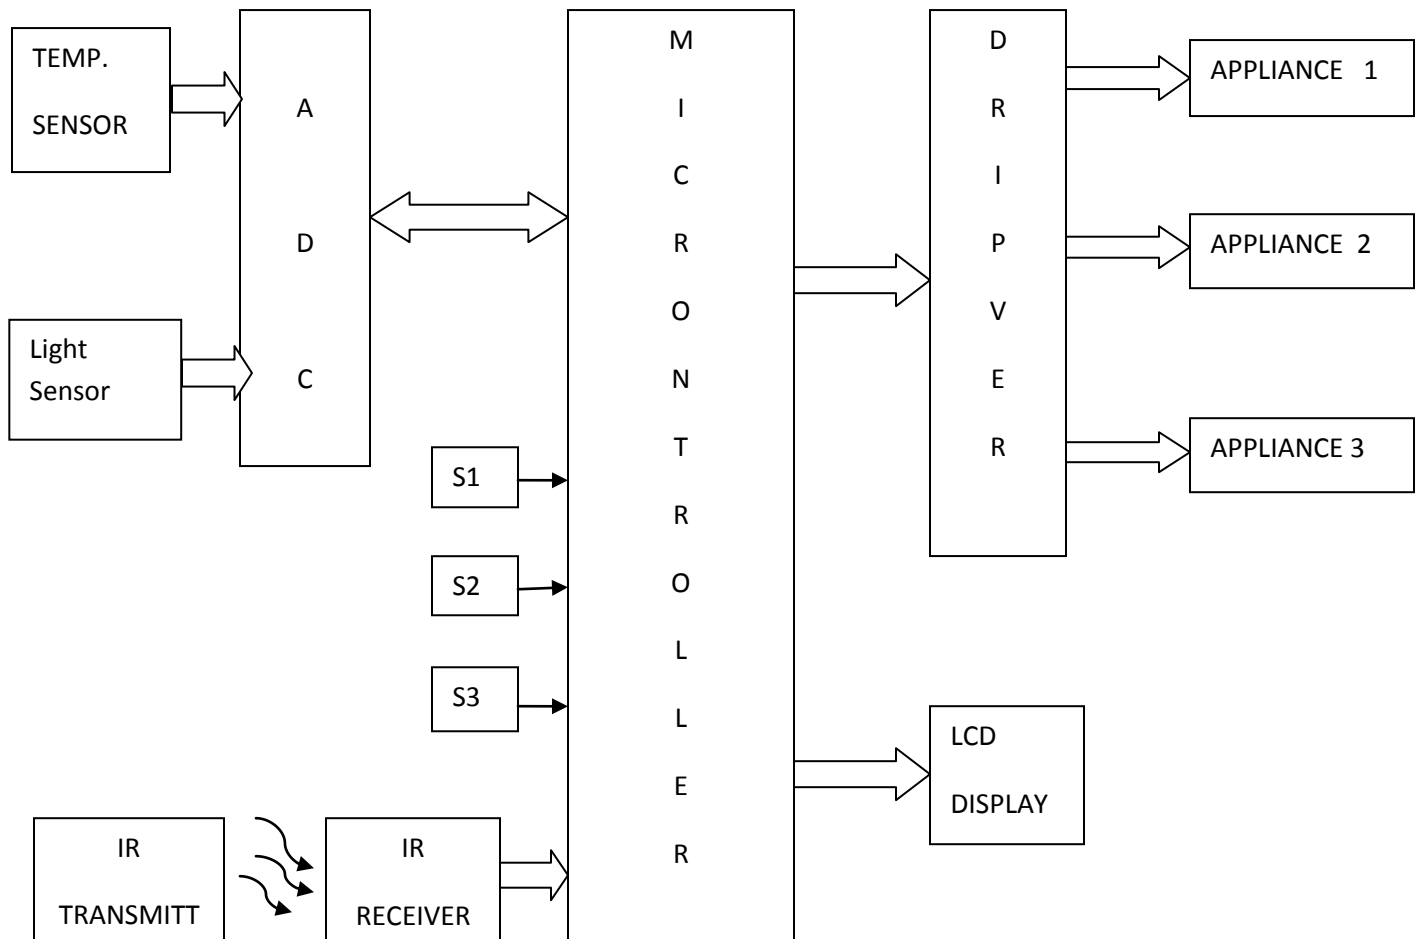 TEMP.
SENSOR
Light
Sensor
A
D
C
S1
S2
S3
IR
TRANSMITT
IR
RECEIVER
M
I
C
R
O
N
T
R
O
L
L
E
R
D
R
I
P
V
E
R
APPLIANCE 1
APPLIANCE 2
APPLIANCE 3
LCD
DISPLAY